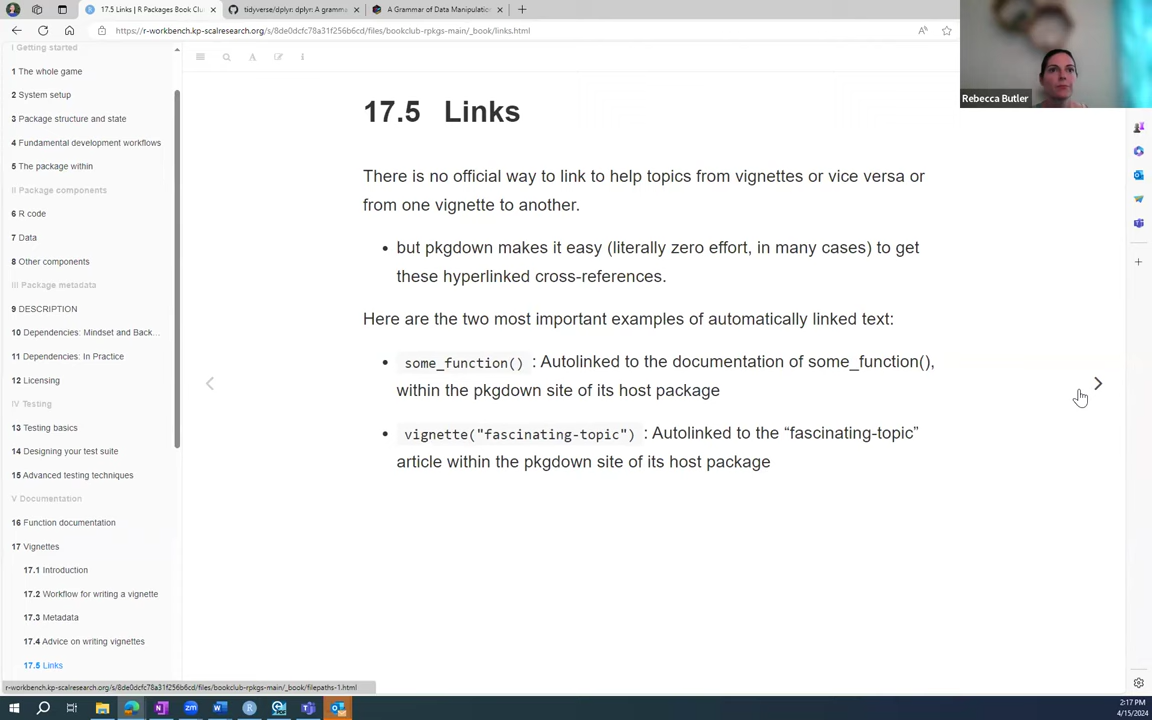 17.5 Links | R Packages Book Clu
tidyverse/dplyr: dplyr: A gramma
A Grammar of Data Manipulation
https://r-workbench.kp-scalresearch.org/s/8de0dcfc78a31f256b6cd/files/bookclub-rpkgs-main/_book/links.html
Rebecca Butler
I Getting started
1 The whole game
2 System setup
3 Package structure and state
4 Fundamental development workflows
5 The package within
II Package components
6 R code
7 Data
8 Other components
III Package metadata
9 DESCRIPTION
10 Dependencies: Mindset and Back…
11 Dependencies: In Practice
12 Licensing
IV Testing
13 Testing basics
14 Designing your test suite
15 Advanced testing techniques
V Documentation
16 Function documentation
17 Vignettes
17.1 Introduction
17.2 Workflow for writing a vignette
17.3 Metadata
17.4 Advice on writing vignettes
17.5 Links
17.5 Links
There is no official way to link to help topics from vignettes or vice versa or
from one vignette to another.
• but pkgdown makes it easy (literally zero effort, in many cases) to get
these hyperlinked cross-references.
Here are the two most important examples of automatically linked text:
• some_function() : Autolinked to the documentation of some_function(),
within the pkgdown site of its host package
• vignette("fascinating-topic") : Autolinked to the “fascinating-topic”
article within the pkgdown site of its host package
r-workbench.kp-scalresearch.org/s/8de0dcfc78a31f256b6cd/files/bookclub-rpkgs-main/_book/filepaths-1.html
2:17 PM
4/15/2024